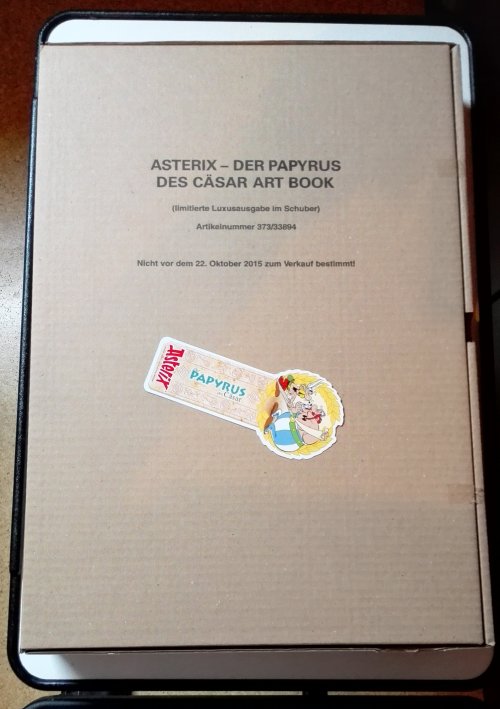 ASTERIX – DER PAPYRUS
DES CÄSAR ART BOOK
(limitierte Luxusausgabe im Schuber)
Artikelnummer 373/33894
Nicht vor dem 22. Oktober 2015 zum Verkauf bestimmt!
Asterix
Der
PAPYRUS
des Cäsar